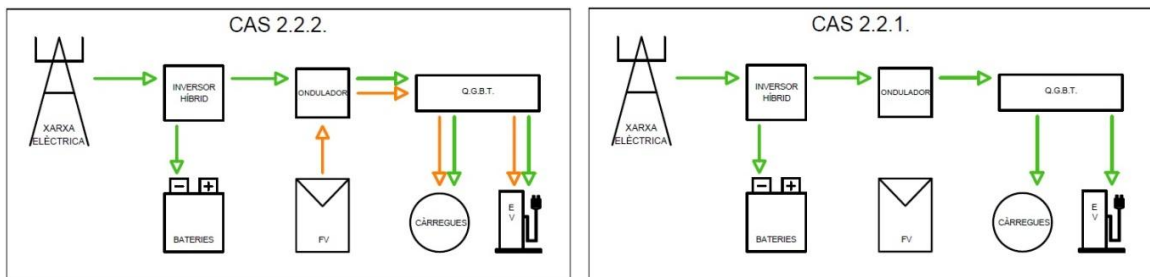 CAS 2.2.2.
XARXA
ELÈCTRICA
INVERSOR
HÍBRID
ONDULADOR
Q.G.B.T.
BATERIES
FV
CÀRREGUES
E
V
CAS 2.2.1.
XARXA
ELÈCTRICA
INVERSOR
HÍBRID
ONDULADOR
Q.G.B.T.
BATERIES
FV
CÀRREGUES
E
V